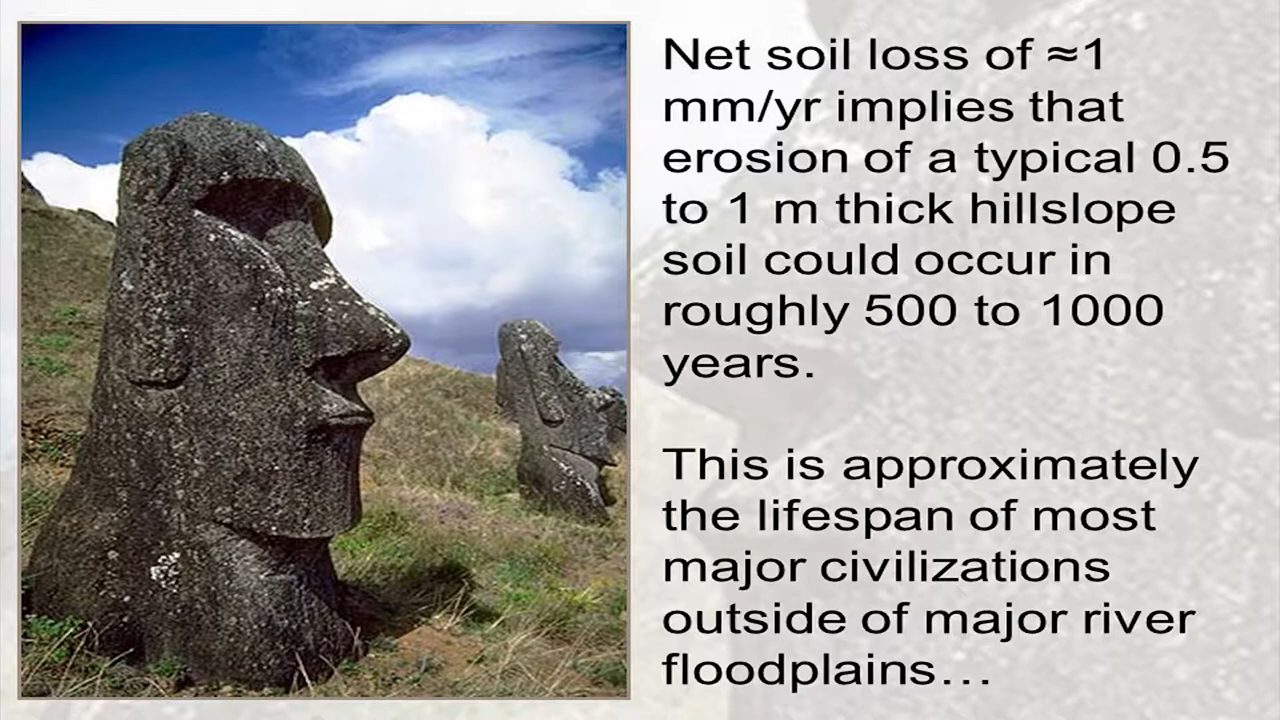 Net soil loss of ≈1
mm/yr implies that
erosion of a typical 0.5
to 1 m thick hillslope
soil could occur in
roughly 500 to 1000
years.
This is approximately
the lifespan of most
major civilizations
outside of major river
floodplains…